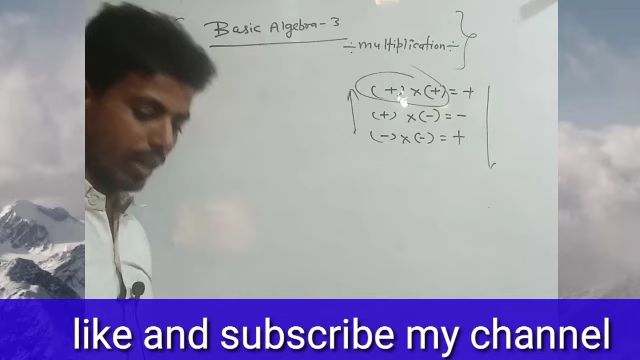 Basic Algebra-3
÷multiplication÷
(+) × (+) = +
(+) × (-) = -
(-) × (-) = +
like and subscribe my channel